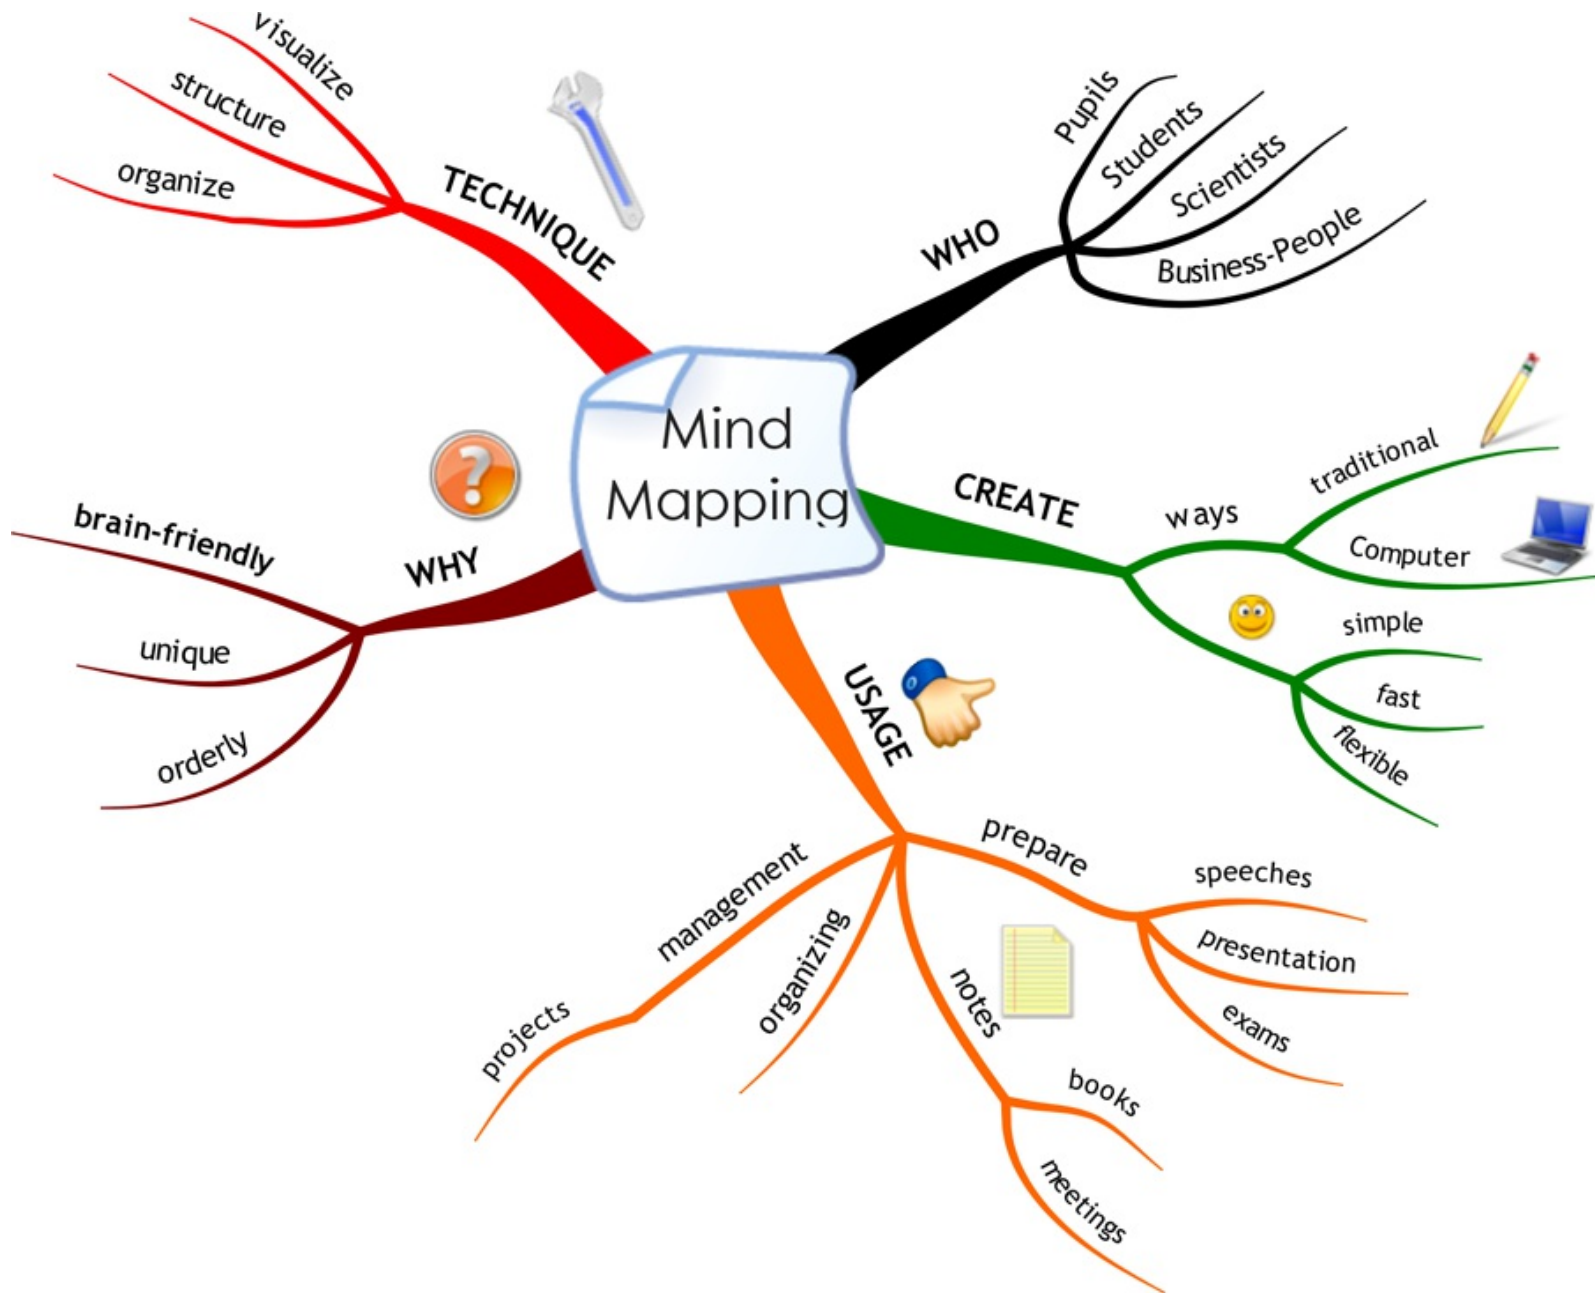 Mind
Mapping
TECHNIQUE
visualize
structure
organize
WHO
Pupils
Students
Scientists
Business-People
CREATE
ways
traditional
Computer
simple
fast
flexible
USAGE
prepare
speeches
presentation
exams
notes
books
meetings
organizing
management
projects
WHY
brain-friendly
unique
orderly
?